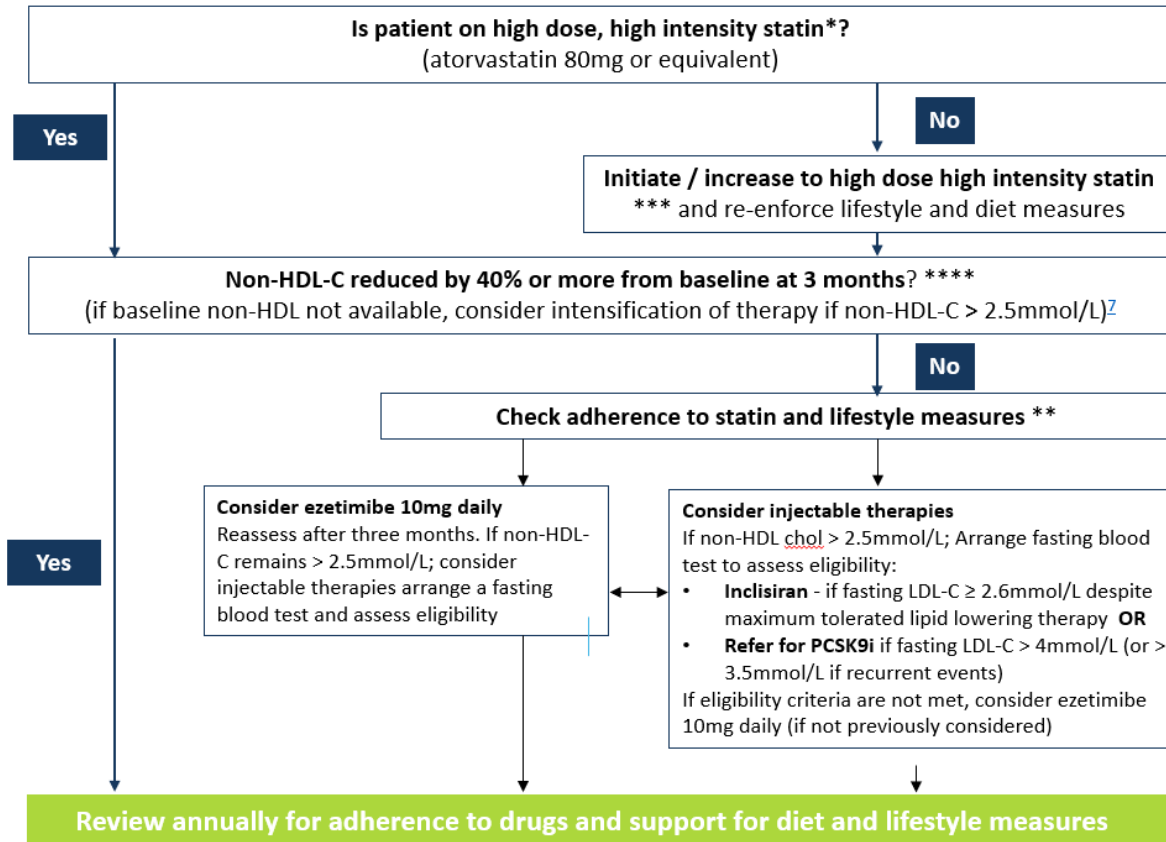 Is patient on high dose, high intensity statin*?
(atorvastatin 80mg or equivalent)
Yes
No
Initiate / increase to high dose high intensity statin
*** and re-enforce lifestyle and diet measures
Non-HDL-C reduced by 40% or more from baseline at 3 months? ****
(if baseline non-HDL not available, consider intensification of therapy if non-HDL-C > 2.5mmol/L)7
No
Check adherence to statin and lifestyle measures **
Consider ezetimibe 10mg daily
Reassess after three months. If non-HDL-
C remains > 2.5mmol/L; consider
injectable therapies arrange a fasting
blood test and assess eligibility
Yes
Consider injectable therapies
If non-HDL chol > 2.5mmol/L; Arrange fasting blood
test to assess eligibility:
• Inclisiran - if fasting LDL-C ≥ 2.6mmol/L despite
maximum tolerated lipid lowering therapy OR
• Refer for PCSK9i if fasting LDL-C > 4mmol/L (or >
3.5mmol/L if recurrent events)
If eligibility criteria are not met, consider ezetimibe
10mg daily (if not previously considered)
Review annually for adherence to drugs and support for diet and lifestyle measures